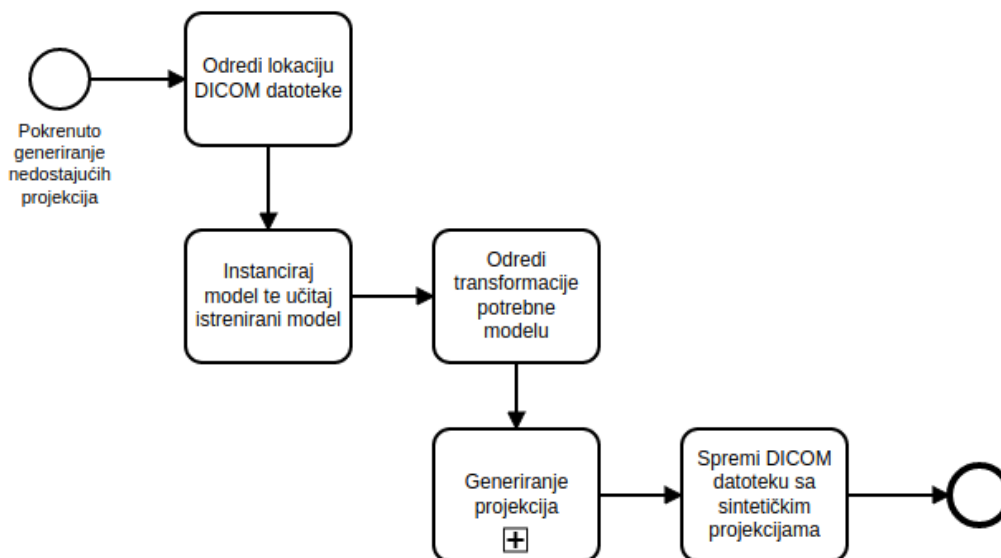 Pokrenuto
generiranje
nedostajućih
projekcija
Odredi lokaciju
DICOM datoteke
Instanciraj
model te učitaj
istrenirani model
Odredi
transformacije
potrebne
modelu
Generiranje
projekcija
Spremi DICOM
datoteku sa
sintetičkim
projekcijama